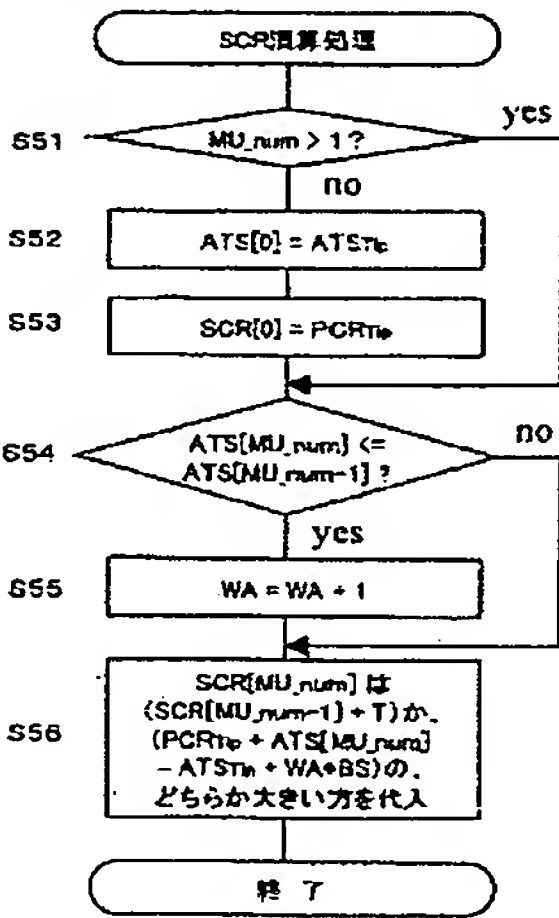 SCR演算処理
S51
MU_num > 1 ?
yes
no
S52
ATS[0] = ATSTip
S53
SCR[0] = PCRTip
S54
ATS[MU_num] <=
ATS[MU_num-1] ?
no
yes
S55
WA = WA + 1
S56
SCR[MU_num] は
(SCR[MU_num-1] + T)か、
(PCRTip + ATS[MU_num]
- ATSTip + WA*BS)の、
どちらか大きい方を代入
終 了